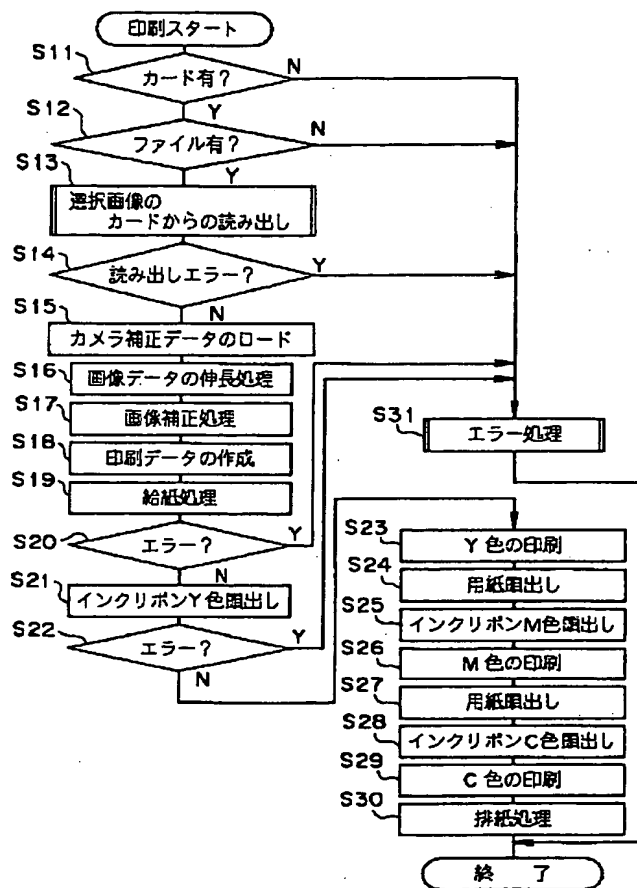 印刷スタート
S11
カード有?
N
Y
S12
ファイル有?
N
Y
S13
選択画像の
カードからの読み出し
S14
読み出しエラー?
Y
N
S15
カメラ補正データのロード
S16
画像データの伸長処理
S17
画像補正処理
S18
印刷データの作成
S19
給紙処理
S20
エラー?
Y
N
S21
インクリボンY色頭出し
S22
エラー?
Y
N
S31
エラー処理
S23
Y色の印刷
S24
用紙頭出し
S25
インクリボンM色頭出し
S26
M色の印刷
S27
用紙頭出し
S28
インクリボンC色頭出し
S29
C色の印刷
S30
排紙処理
終 了